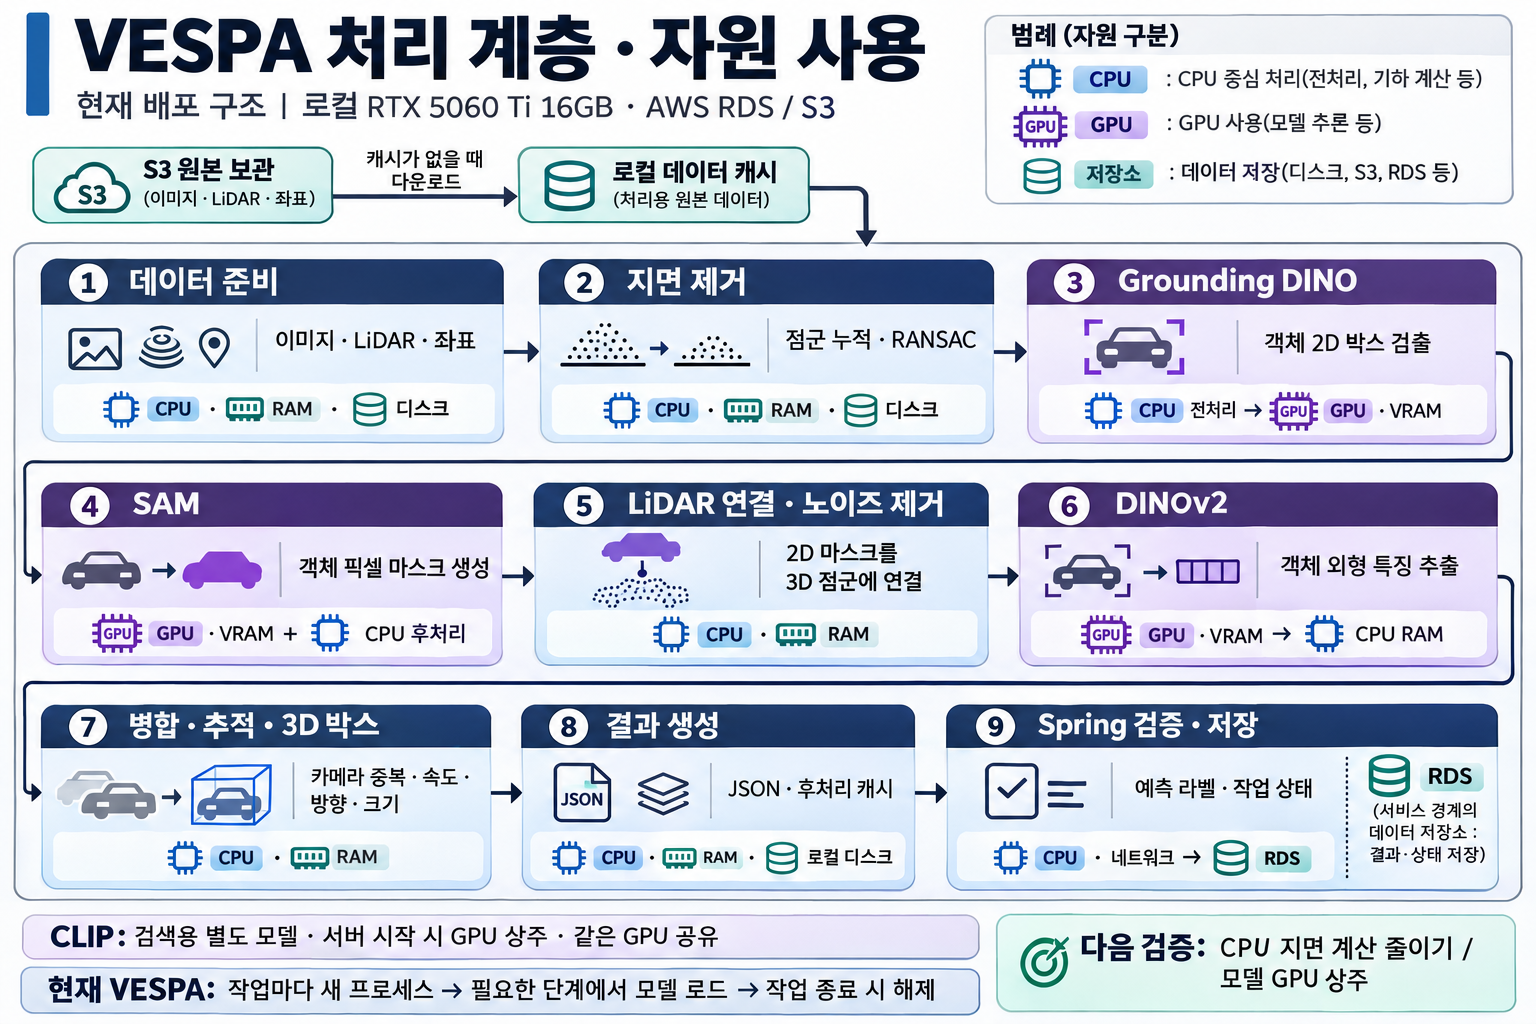 VESPA 처리 계층 · 자원 사용
현재 배포 구조 | 로컬 RTX 5060 Ti 16GB · AWS RDS / S3
범례 (자원 구분)
CPU : CPU 중심 처리(전처리, 기하 계산 등)
GPU GPU : GPU 사용(모델 추론 등)
저장소 : 데이터 저장(디스크, S3, RDS 등)
S3
S3 원본 보관
(이미지 · LiDAR · 좌표)
캐시가 없을 때
다운로드
로컬 데이터 캐시
(처리용 원본 데이터)
1 데이터 준비
이미지 · LiDAR · 좌표
CPU · RAM · 디스크
2 지면 제거
점군 누적 · RANSAC
CPU · RAM · 디스크
3 Grounding DINO
객체 2D 박스 검출
CPU 전처리 → GPU GPU · VRAM
4 SAM
객체 픽셀 마스크 생성
GPU GPU · VRAM + CPU 후처리
5 LiDAR 연결 · 노이즈 제거
2D 마스크를
3D 점군에 연결
CPU · RAM
6 DINOv2
객체 외형 특징 추출
GPU GPU · VRAM → CPU RAM
7 병합 · 추적 · 3D 박스
카메라 중복 · 속도 ·
방향 · 크기
CPU · RAM
8 결과 생성
JSON
JSON · 후처리 캐시
CPU · RAM · 로컬 디스크
9 Spring 검증 · 저장
예측 라벨 · 작업 상태
CPU · 네트워크 → RDS
RDS
(서비스 경계의
데이터 저장소 :
결과·상태 저장)
CLIP: 검색용 별도 모델 · 서버 시작 시 GPU 상주 · 같은 GPU 공유
현재 VESPA: 작업마다 새 프로세스 → 필요한 단계에서 모델 로드 → 작업 종료 시 해제
다음 검증: CPU 지면 계산 줄이기 /
모델 GPU 상주